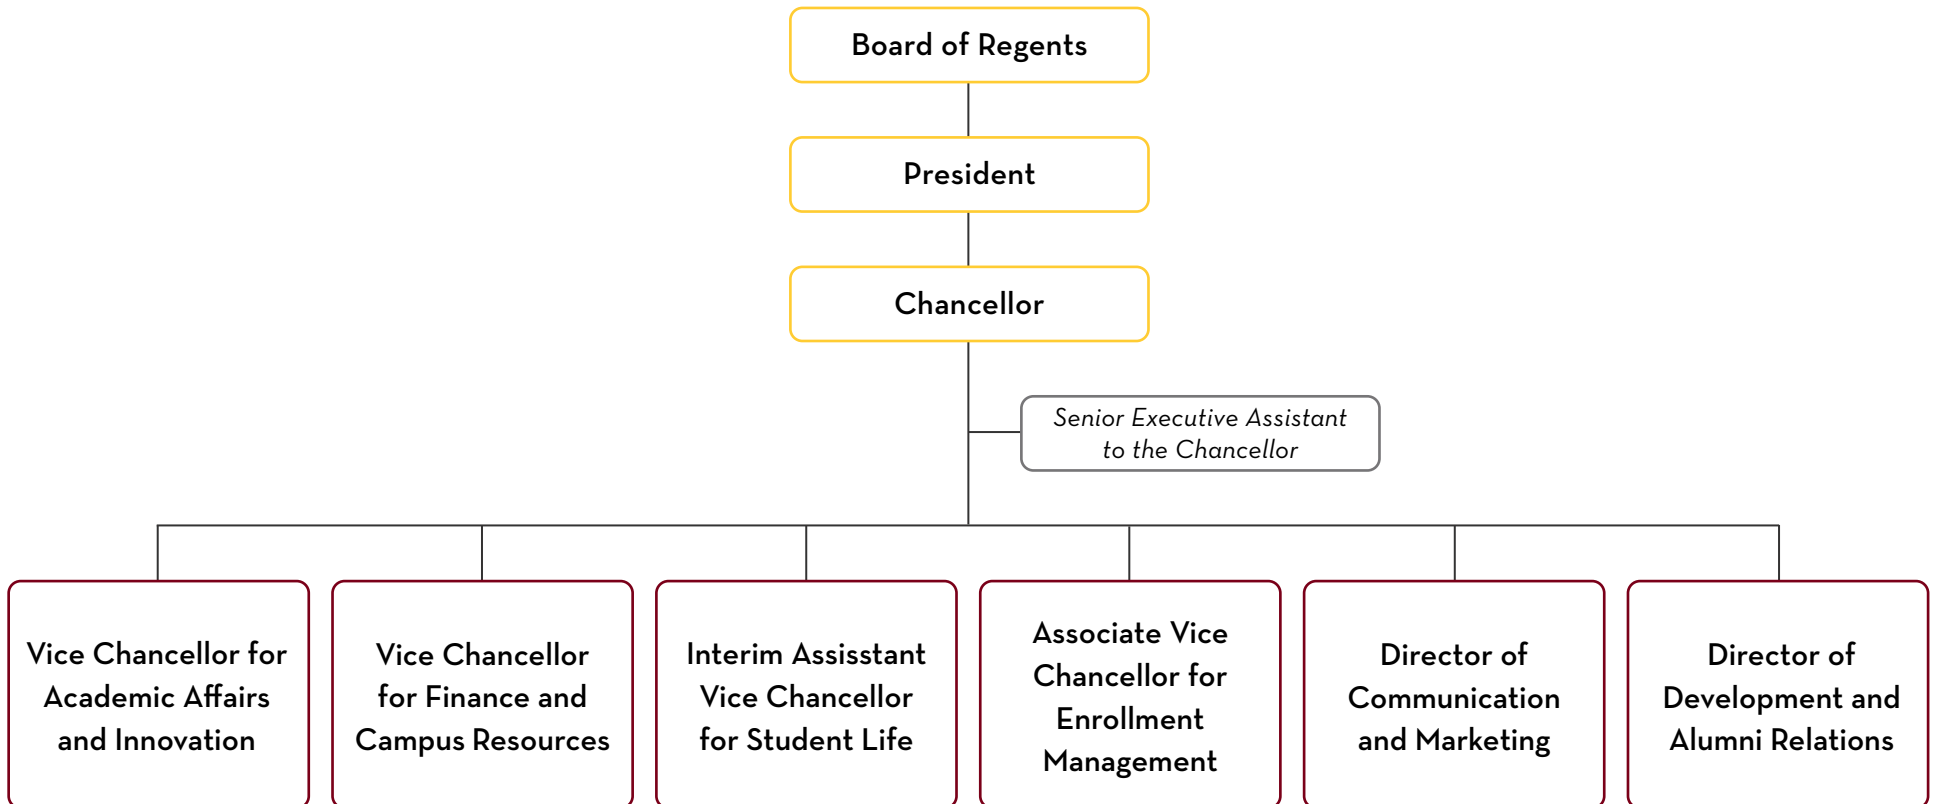 Board of Regents
President
Chancellor
Senior Executive Assistant
to the Chancellor
Vice Chancellor for
Academic Affairs
and Innovation
Vice Chancellor
for Finance and
Campus Resources
Interim Assisstant
Vice Chancellor
for Student Life
Associate Vice
Chancellor for
Enrollment
Management
Director of
Communication
and Marketing
Director of
Development and
Alumni Relations